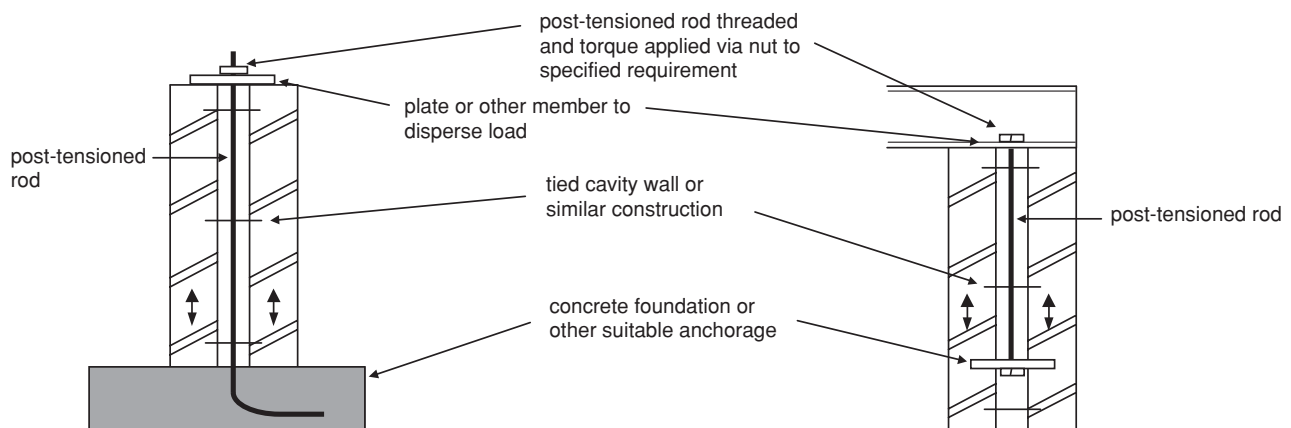 post-tensioned rod threaded
and torque applied via nut to
specified requirement
plate or other member to
disperse load
post-tensioned
rod
tied cavity wall or
similar construction
post-tensioned rod
concrete foundation or
other suitable anchorage